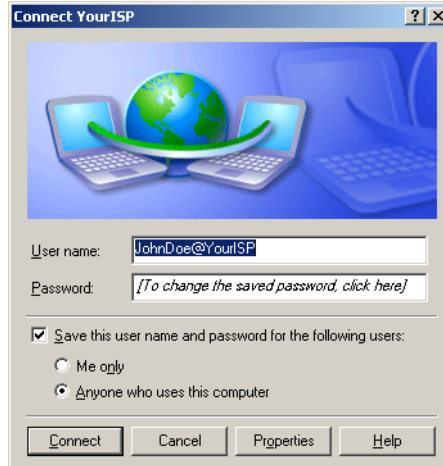 Connect YourISP
User name: JohnDoe@YourISP
Password: [To change the saved password, click here]
Save this user name and password for the following users:
Me only
Anyone who uses this computer
Connect Cancel Properties Help